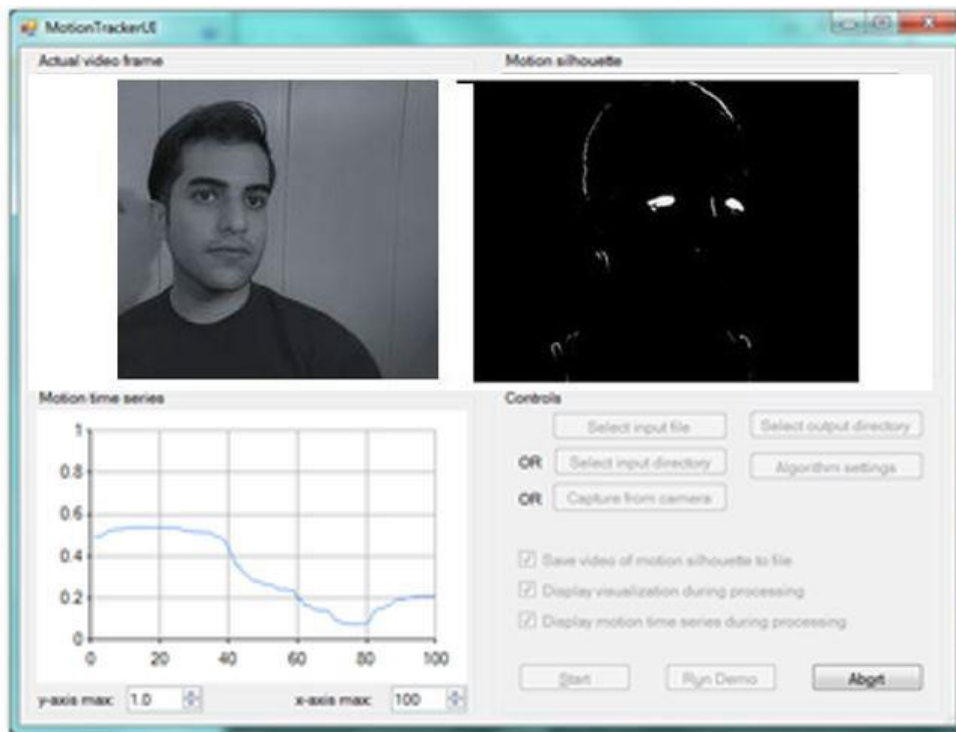 MotionTrackerUI
Actual video frame
Motion silhouette
Motion time series
1
0.8
0.6
0.4
0.2
0
0 20 40 60 80 100
y-axis max: 1.0 x-axis max: 100
Controls
Select input file Select output directory
OR Select input directory Algorithm settings
OR Capture from camera
Save video of motion silhouette to file
Display visualization during processing
Display motion time series during processing
Start Run Demo Abort